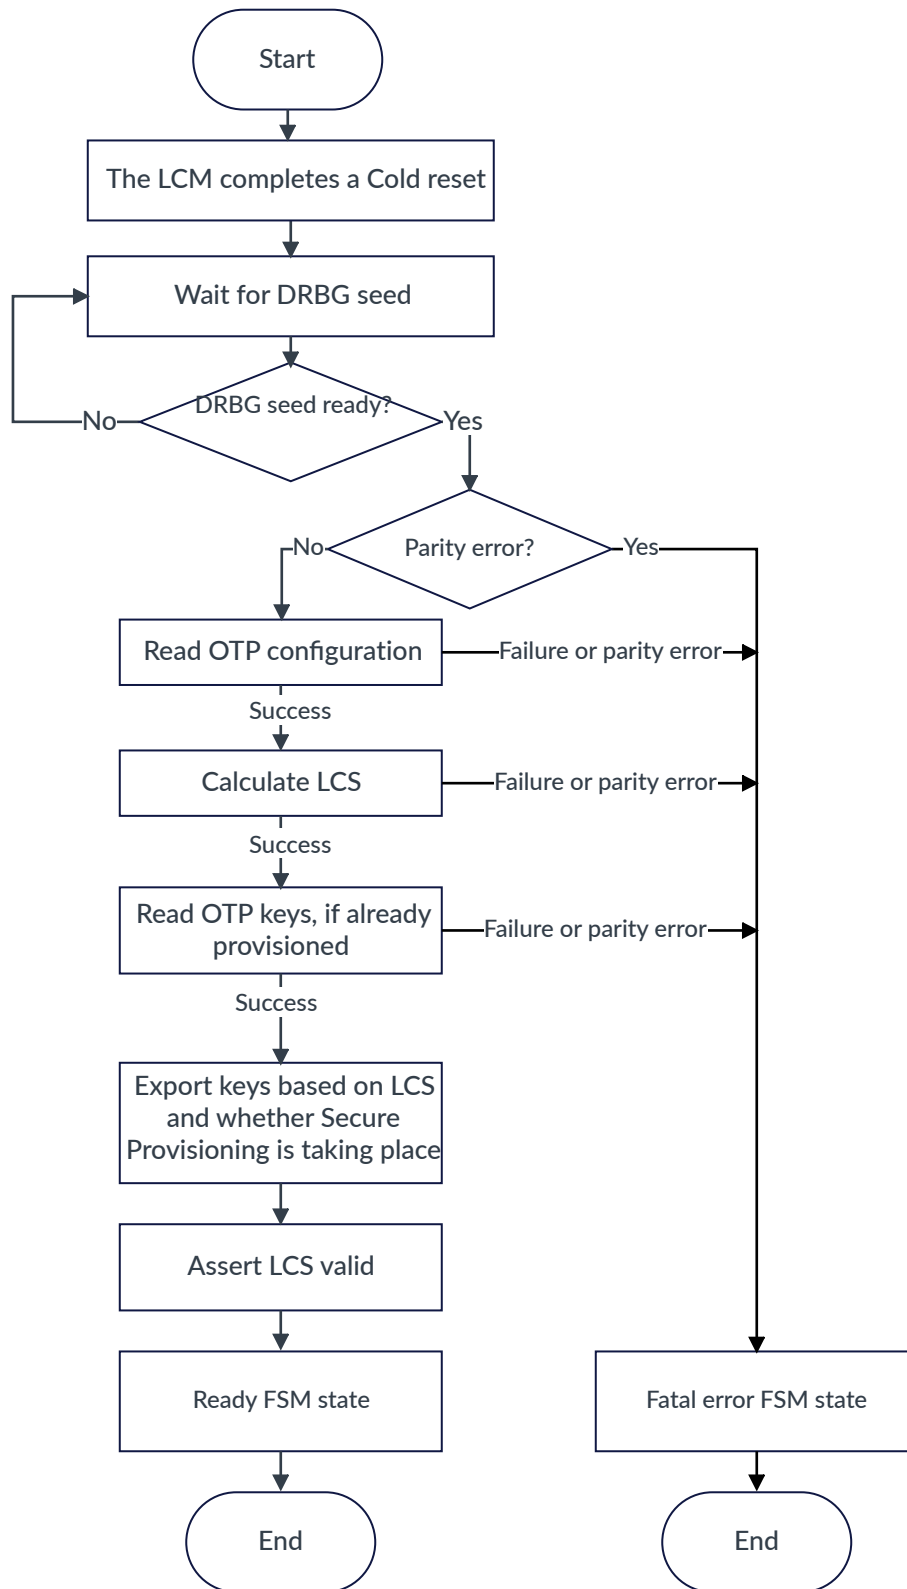 Start
The LCM completes a Cold reset
Wait for DRBG seed
DRBG seed ready?
No
Yes
Parity error?
No
Yes
Read OTP configuration
Failure or parity error
Success
Calculate LCS
Failure or parity error
Success
Read OTP keys, if already
provisioned
Failure or parity error
Success
Export keys based on LCS
and whether Secure
Provisioning is taking place
Assert LCS valid
Ready FSM state
Fatal error FSM state
End
End